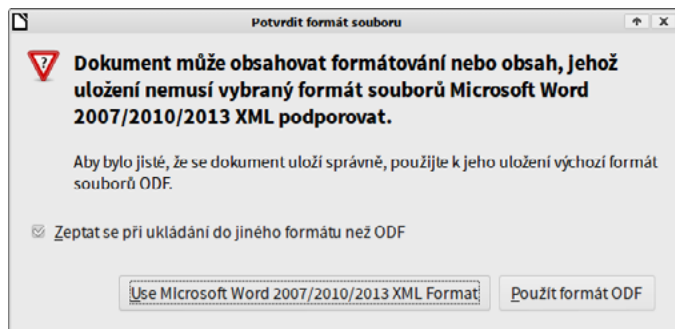 Potvrdit formát souboru
Dokument může obsahovat formátování nebo obsah, jehož
uložení nemusí vybraný formát souborů Microsoft Word
2007/2010/2013 XML podporovat.
Aby bylo jisté, že se dokument uloží správně, použijte k jeho uložení výchozí formát
souborů ODF.
Zeptat se při ukládání do jiného formátu než ODF
Use MIcrosoft Word 2007/2010/2013 XML Format
Použít formát ODF